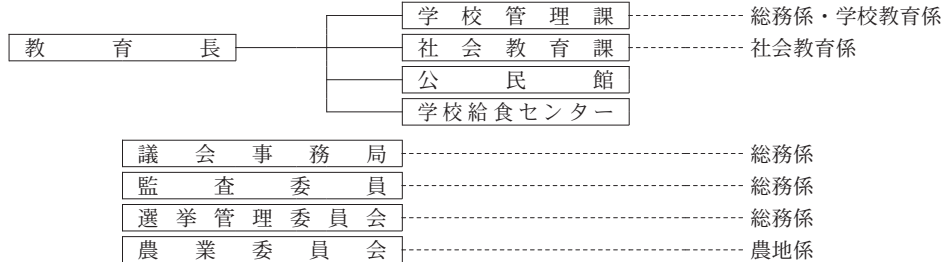 学校管理課 総務係・学校教育係
教育長 社会教育課 社会教育係
公民館
学校給食センター
議会事務局 総務係
監査委員 総務係
選挙管理委員会 総務係
農業委員会 農地係